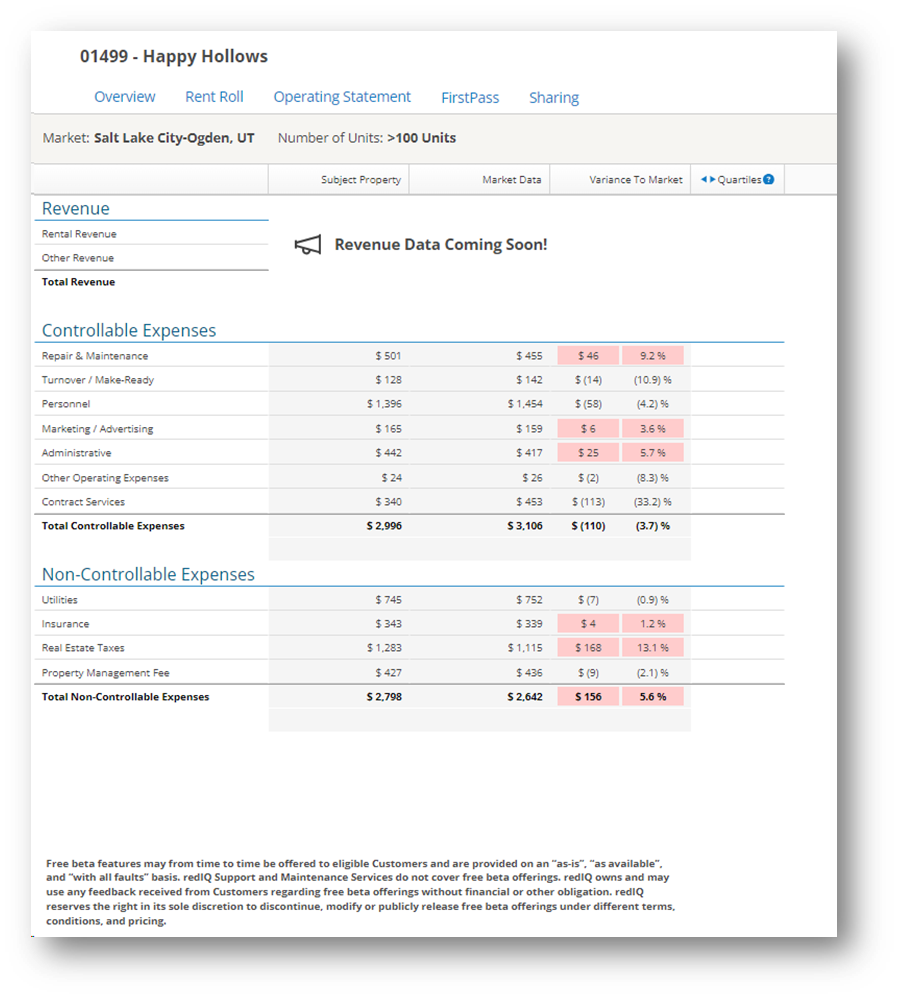 01499 - Happy Hollows
Overview Rent Roll Operating Statement FirstPass Sharing
Market: Salt Lake City-Ogden, UT Number of Units: >100 Units
Subject Property Market Data Variance To Market Quartiles ?
Revenue
Rental Revenue
Revenue Data Coming Soon!
Other Revenue
Total Revenue
Controllable Expenses
Repair & Maintenance $ 501 $ 455 $ 46 9.2 %
Turnover / Make-Ready $ 128 $ 142 $ (14) (10.9) %
Personnel $ 1,396 $ 1,454 $ (58) (4.2) %
Marketing / Advertising $ 165 $ 159 $ 6 3.6 %
Administrative $ 442 $ 417 $ 25 5.7 %
Other Operating Expenses $ 24 $ 26 $ (2) (8.3) %
Contract Services $ 340 $ 453 $ (113) (33.2) %
Total Controllable Expenses $ 2,996 $ 3,106 $ (110) (3.7) %
Non-Controllable Expenses
Utilities $ 745 $ 752 $ (7) (0.9) %
Insurance $ 343 $ 339 $ 4 1.2 %
Real Estate Taxes $ 1,283 $ 1,115 $ 168 13.1 %
Property Management Fee $ 427 $ 436 $ (9) (2.1) %
Total Non-Controllable Expenses $ 2,798 $ 2,642 $ 156 5.6 %
Free beta features may from time to time be offered to eligible Customers and are provided on an "as-is", "as available",
and "with all faults" basis. redIQ Support and Maintenance Services do not cover free beta offerings. redIQ owns and may
use any feedback received from Customers regarding free beta offerings without financial or other obligation. redIQ
reserves the right in its sole discretion to discontinue, modify or publicly release free beta offerings under different terms,
conditions, and pricing.